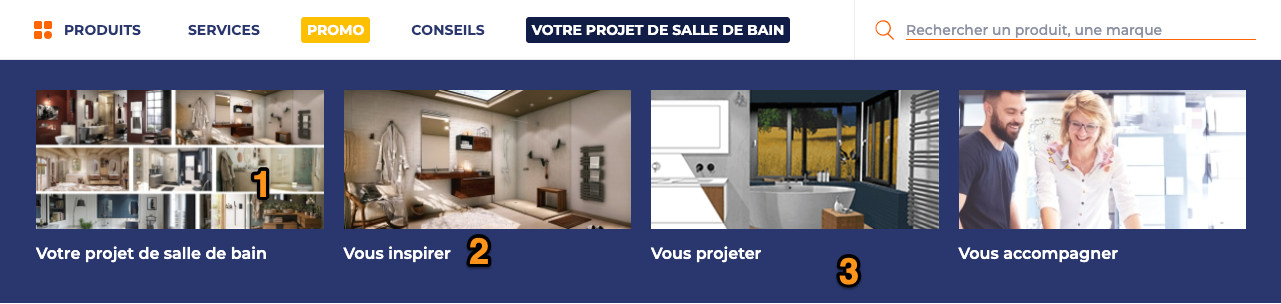 PRODUITS SERVICES PROMO CONSEILS VOTRE PROJET DE SALLE DE BAIN Rechercher un produit, une marque
1
Votre projet de salle de bain Vous inspirer 2 Vous projeter Vous accompagner
3